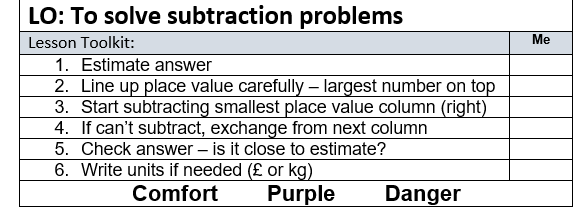 LO: To solve subtraction problems
Lesson Toolkit: Me
1. Estimate answer
2. Line up place value carefully – largest number on top
3. Start subtracting smallest place value column (right)
4. If can't subtract, exchange from next column
5. Check answer – is it close to estimate?
6. Write units if needed (£ or kg)
Comfort Purple Danger